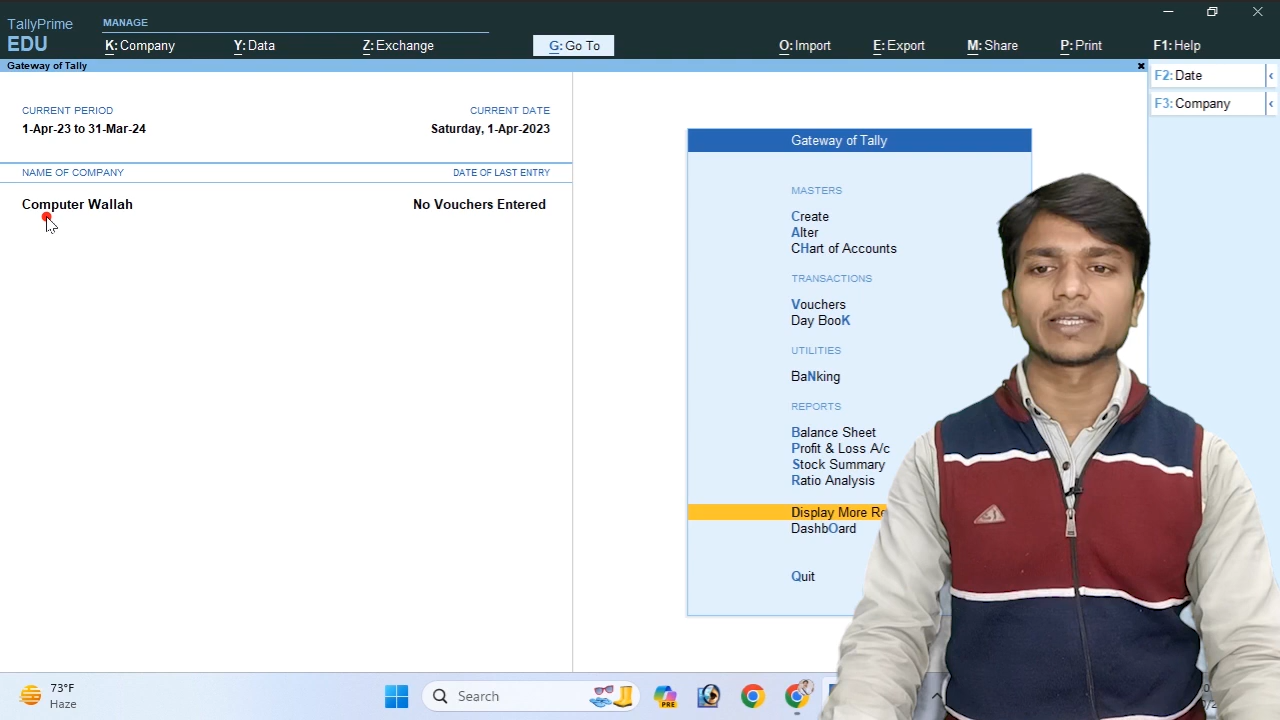 TallyPrime
EDU
MANAGE
K: Company
Y: Data
Z: Exchange
G: Go To
O: Import
E: Export
M: Share
P: Print
F1: Help
Gateway of Tally
F2: Date
F3: Company
CURRENT PERIOD
CURRENT DATE
1-Apr-23 to 31-Mar-24
Saturday, 1-Apr-2023
NAME OF COMPANY
DATE OF LAST ENTRY
Computer Wallah
No Vouchers Entered
Gateway of Tally
MASTERS
Create
Alter
CHart of Accounts
TRANSACTIONS
Vouchers
Day BooK
UTILITIES
BaNking
REPORTS
Balance Sheet
Profit & Loss A/c
Stock Summary
Ratio Analysis
Display More
DashbOard
Quit
73°F
Haze
Search
PRE